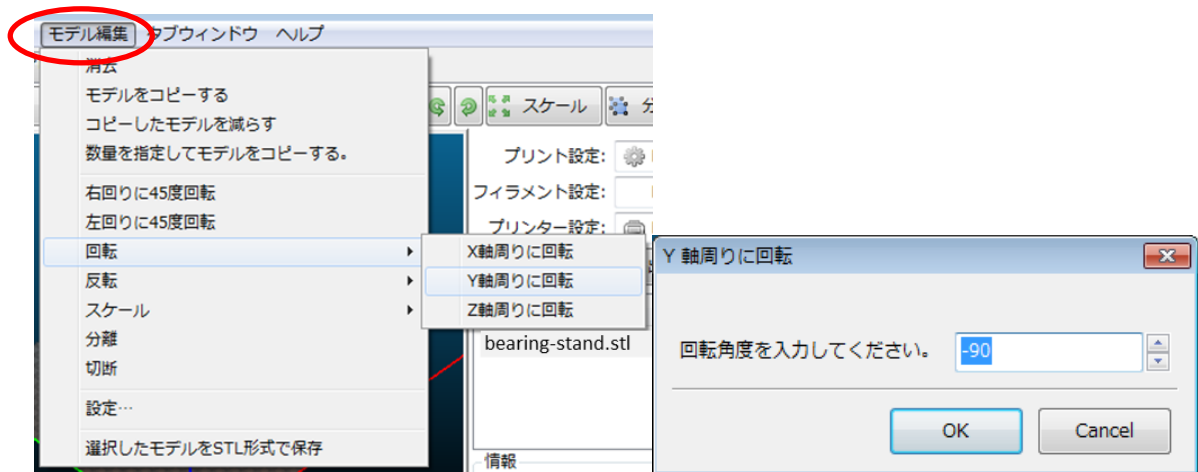 モデル編集 タブウィンドウ ヘルプ
消去
モデルをコピーする
コピーしたモデルを減らす
数量を指定してモデルをコピーする。
右回りに45度回転
左回りに45度回転
回転
反転
スケール
分離
切断
設定…
選択したモデルをSTL形式で保存
X軸周りに回転
Y軸周りに回転
Z軸周りに回転
スケール
プリント設定:
フィラメント設定:
プリンター設定:
bearing-stand.stl
情報
Y 軸周りに回転
回転角度を入力してください。 -90
OK Cancel